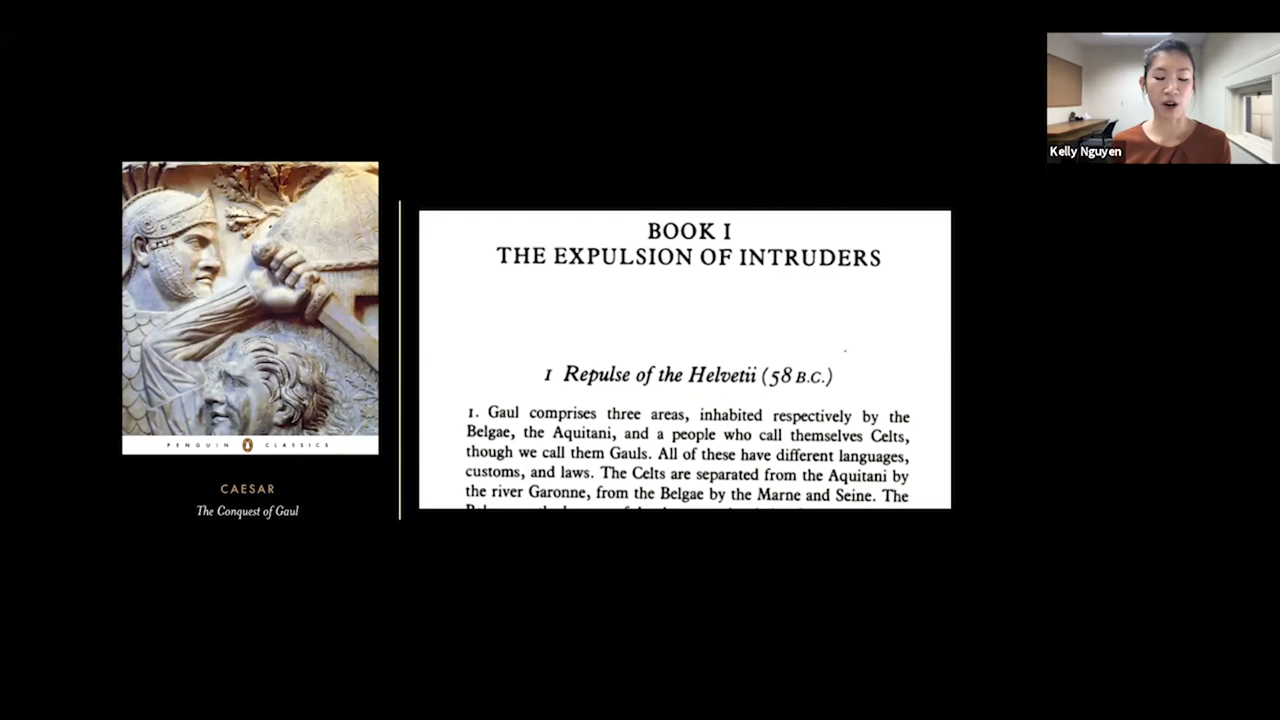 Kelly Nguyen
PENGUIN CLASSICS
CAESAR
The Conquest of Gaul
BOOK I
THE EXPULSION OF INTRUDERS
1 Repulse of the Helvetii (58 B.C.)
1. Gaul comprises three areas, inhabited respectively by the
Belgae, the Aquitani, and a people who call themselves Celts,
though we call them Gauls. All of these have different languages,
customs, and laws. The Celts are separated from the Aquitani by
the river Garonne, from the Belgae by the Marne and Seine. The